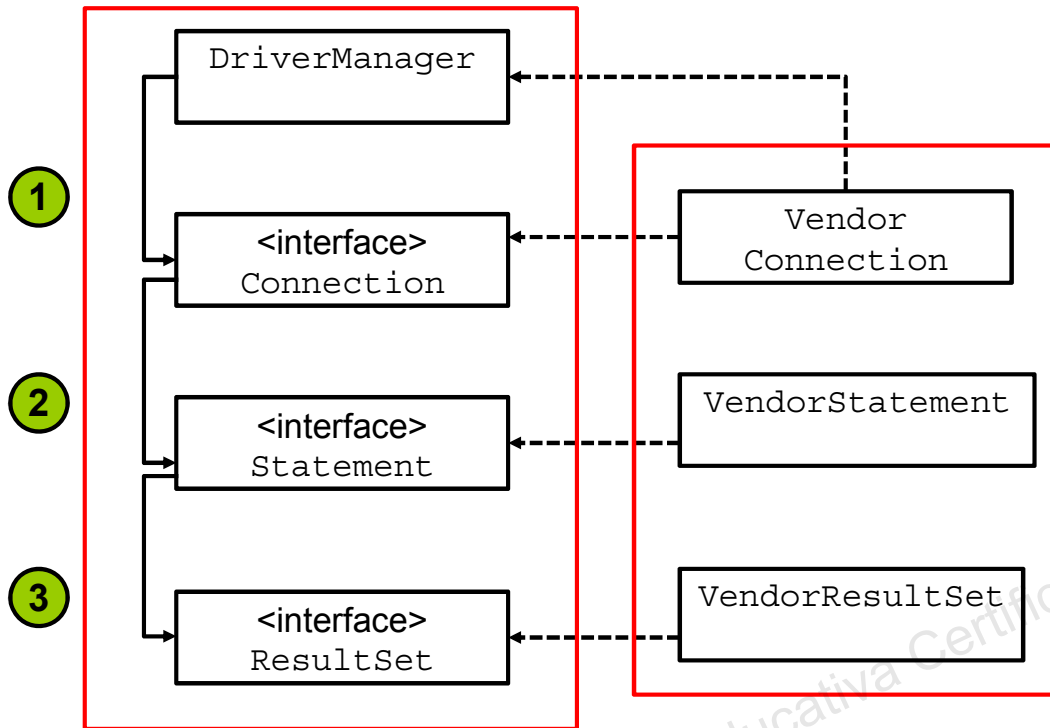 DriverManager
1
<interface>
Connection
Vendor
Connection
2
<interface>
Statement
VendorStatement
3
<interface>
ResultSet
VendorResultSet